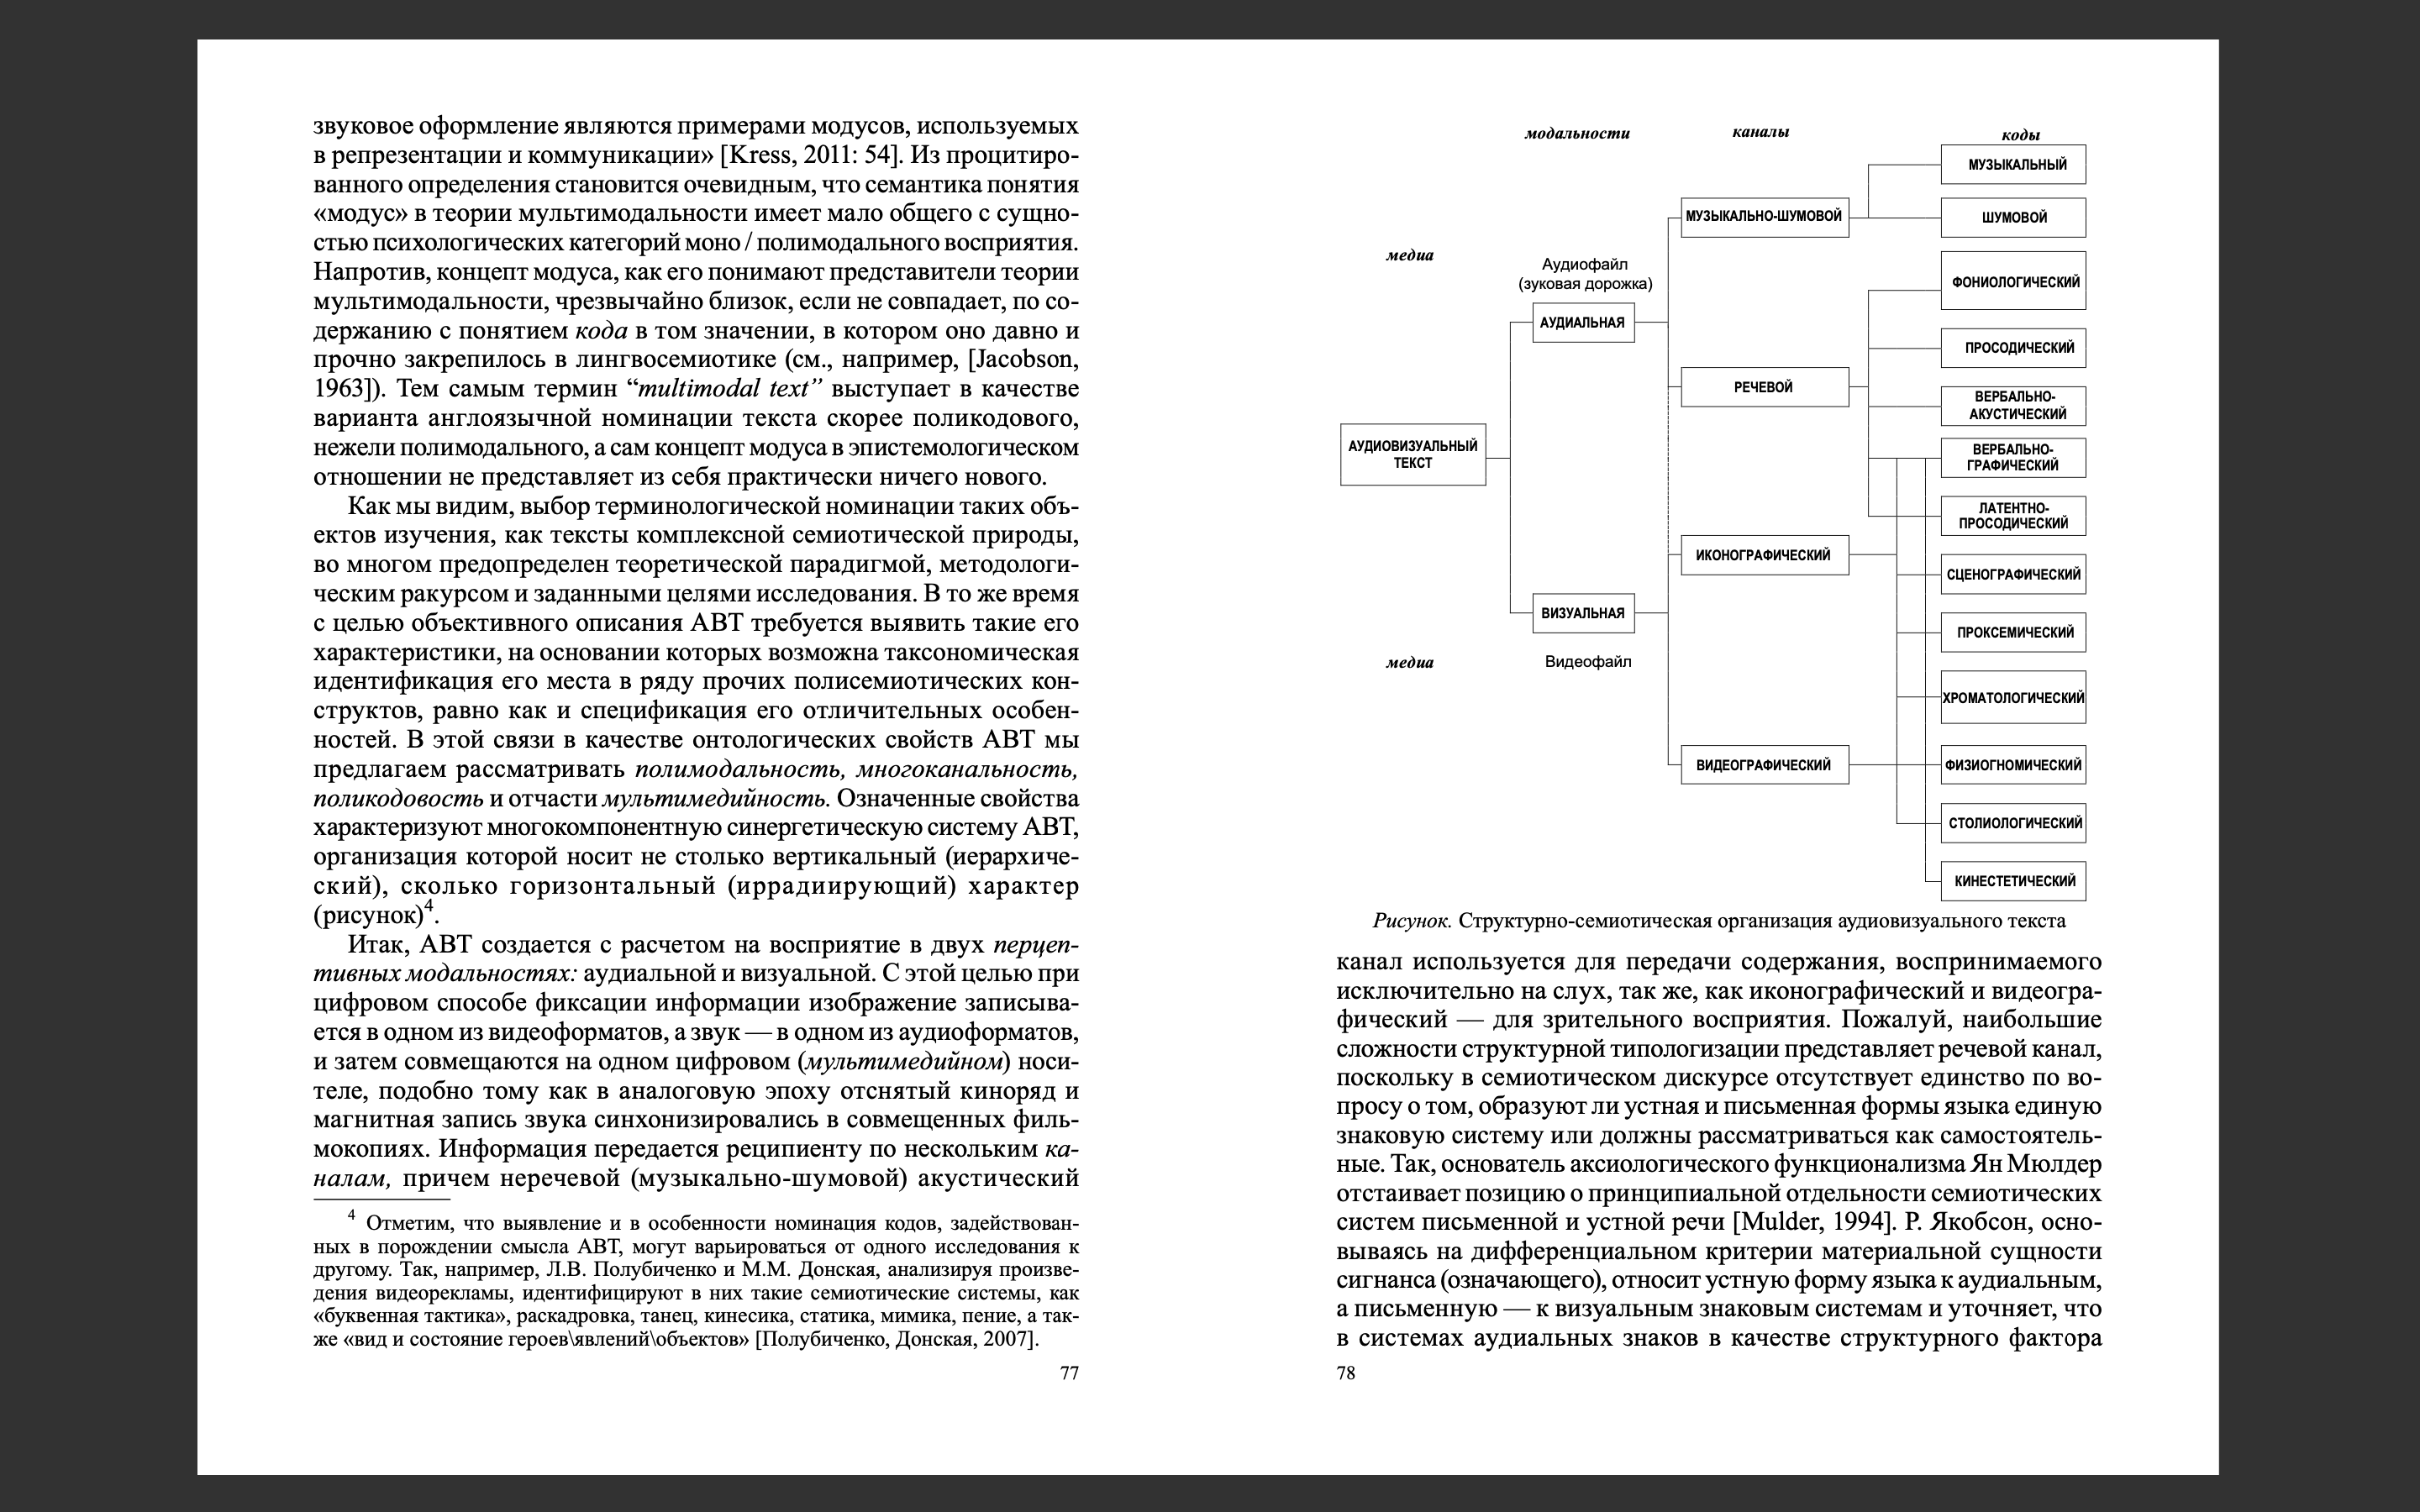 звуковое оформление являются примерами модусов, используемых
в репрезентации и коммуникации» [Kress, 2011: 54]. Из процитиро-
ванного определения становится очевидным, что семантика понятия
«модус» в теории мультимодальности имеет мало общего с сущно-
стью психологических категорий моно / полимодального восприятия.
Напротив, концепт модуса, как его понимают представители теории
мультимодальности, чрезвычайно близок, если не совпадает, по со-
держанию с понятием кода в том значении, в котором оно давно и
прочно закрепилось в лингвосемиотике (см., например, [Jacobson,
1963]). Тем самым термин “multimodal text” выступает в качестве
варианта англоязычной номинации текста скорее поликодового,
нежели полимодального, а сам концепт модуса в эпистемологическом
отношении не представляет из себя практически ничего нового.
Как мы видим, выбор терминологической номинации таких объ-
ектов изучения, как тексты комплексной семиотической природы,
во многом предопределен теоретической парадигмой, методологи-
ческим ракурсом и заданными целями исследования. В то же время
с целью объективного описания АВТ требуется выявить такие его
характеристики, на основании которых возможна таксономическая
идентификация его места в ряду прочих полисемиотических кон-
структов, равно как и спецификация его отличительных особен-
ностей. В этой связи в качестве онтологических свойств АВТ мы
предлагаем рассматривать полимодальность, многоканальность,
поликодовость и отчасти мультимедийность. Означенные свойства
характеризуют многокомпонентную синергетическую систему АВТ,
организация которой носит не столько вертикальный (иерархиче-
ский), сколько горизонтальный (иррадиирующий) характер
(рисунок)4.
Итак, АВТ создается с расчетом на восприятие в двух перцеп-
тивных модальностях: аудиальной и визуальной. С этой целью при
цифровом способе фиксации информации изображение записыва-
ется в одном из видеоформатов, а звук — в одном из аудиоформатов,
и затем совмещаются на одном цифровом (мультимедийном) носи-
теле, подобно тому как в аналоговую эпоху отснятый киноряд и
магнитная запись звука синхонизировались в совмещенных филь-
мокопиях. Информация передается реципиенту по нескольким ка-
налам, причем неречевой (музыкально-шумовой) акустический
4 Отметим, что выявление и в особенности номинация кодов, задействован-
ных в порождении смысла АВТ, могут варьироваться от одного исследования к
другому. Так, например, Л.В. Полубиченко и М.М. Донская, анализируя произве-
дения видеорекламы, идентифицируют в них такие семиотические системы, как
«буквенная тактика», раскадровка, танец, кинесика, статика, мимика, пение, а так-
же «вид и состояние героев\явлений\объектов» [Полубиченко, Донская, 2007].
77
модальности
каналы
коды
медиа
Аудиофайл
(зуковая дорожка)
АУДИАЛЬНАЯ
АУДИОВИЗУАЛЬНЫЙ
ТЕКСТ
ВИЗУАЛЬНАЯ
Видеофайл
медиа
МУЗЫКАЛЬНО-ШУМОВОЙ
РЕЧЕВОЙ
ИКОНОГРАФИЧЕСКИЙ
ВИДЕОГРАФИЧЕСКИЙ
МУЗЫКАЛЬНЫЙ
ШУМОВОЙ
ФОНИОЛОГИЧЕСКИЙ
ПРОСОДИЧЕСКИЙ
ВЕРБАЛЬНО-
АКУСТИЧЕСКИЙ
ВЕРБАЛЬНО-
ГРАФИЧЕСКИЙ
ЛАТЕНТНО-
ПРОСОДИЧЕСКИЙ
СЦЕНОГРАФИЧЕСКИЙ
ПРОКСЕМИЧЕСКИЙ
ХРОМАТОЛОГИЧЕСКИЙ
ФИЗИОГНОМИЧЕСКИЙ
СТОЛИОЛОГИЧЕСКИЙ
КИНЕСТЕТИЧЕСКИЙ
Рисунок. Структурно-семиотическая организация аудиовизуального текста
канал используется для передачи содержания, воспринимаемого
исключительно на слух, так же, как иконографический и видеогра-
фический — для зрительного восприятия. Пожалуй, наибольшие
сложности структурной типологизации представляет речевой канал,
поскольку в семиотическом дискурсе отсутствует единство по во-
просу о том, образуют ли устная и письменная формы языка единую
знаковую систему или должны рассматриваться как самостоятель-
ные. Так, основатель аксиологического функционализма Ян Мюлдер
отстаивает позицию о принципиальной отдельности семиотических
систем письменной и устной речи [Mulder, 1994]. Р. Якобсон, осно-
вываясь на дифференциальном критерии материальной сущности
сигнанса (означающего), относит устную форму языка к аудиальным,
а письменную — к визуальным знаковым системам и уточняет, что
в системах аудиальных знаков в качестве структурного фактора
78